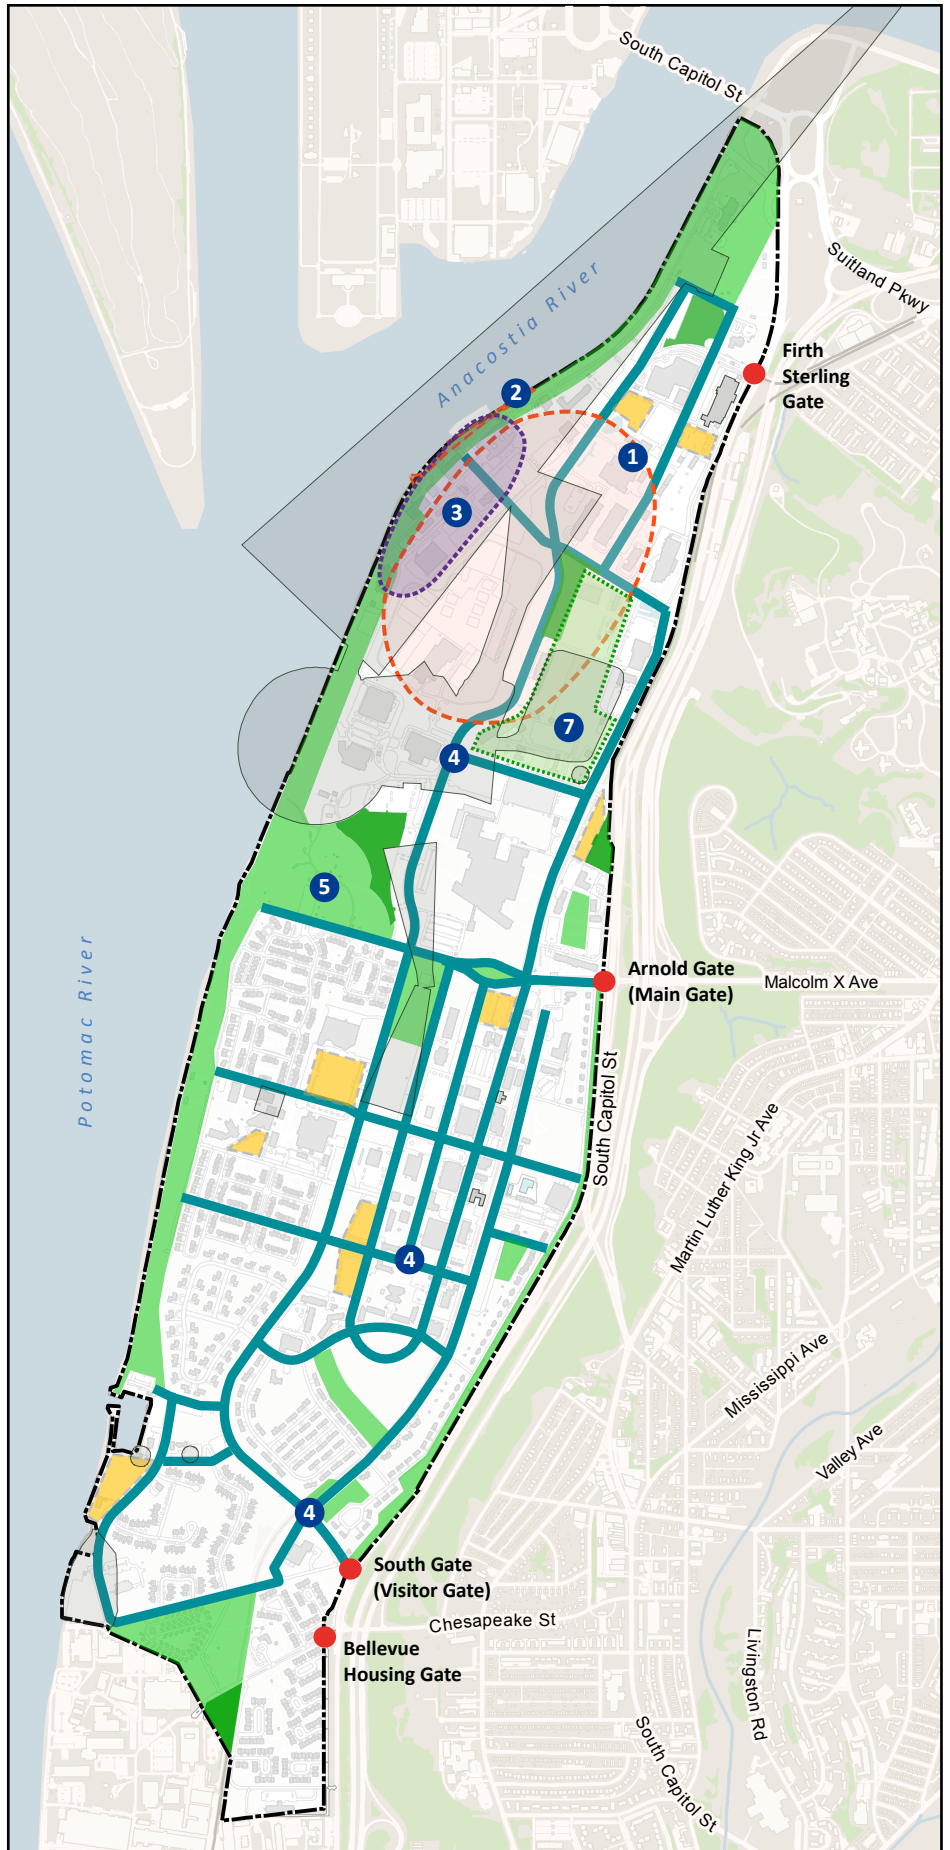 South Capitol St
Suitland Pkwy
Anacostia River
Firth
Sterling
Gate
2
1
3
7
4
5
Arnold Gate
(Main Gate)
Malcolm X Ave
Potomac River
South Capitol St
Martin Luther King Jr Ave
4
Mississippi Ave
Valley Ave
4
South Gate
(Visitor Gate)
Chesapeake St
Bellevue
Housing Gate
Livingston Rd
South Capitol St